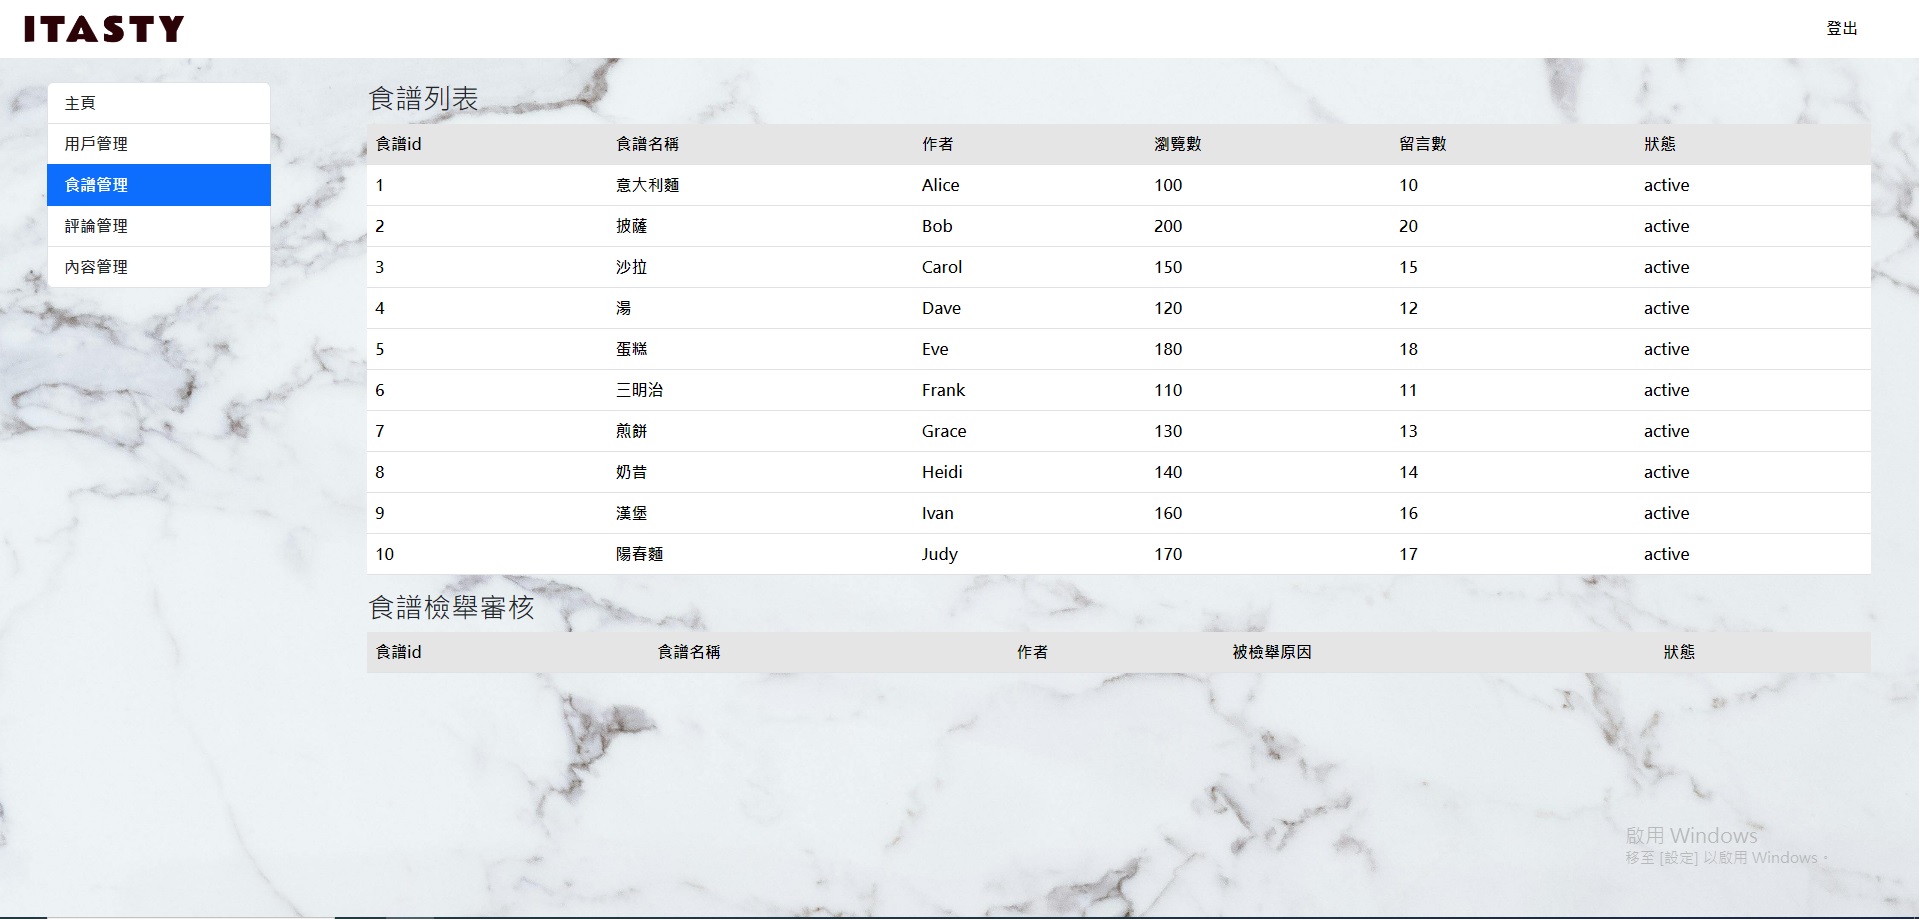 ITASTY
登出
主頁
用戶管理
食譜管理
評論管理
內容管理
食譜列表
食譜id 食譜名稱 作者 瀏覽數 留言數 狀態
1 意大利麵 Alice 100 10 active
2 披薩 Bob 200 20 active
3 沙拉 Carol 150 15 active
4 湯 Dave 120 12 active
5 蛋糕 Eve 180 18 active
6 三明治 Frank 110 11 active
7 煎餅 Grace 130 13 active
8 奶昔 Heidi 140 14 active
9 漢堡 Ivan 160 16 active
10 陽春麵 Judy 170 17 active
食譜檢舉審核
食譜id 食譜名稱 作者 被檢舉原因 狀態
啟用 Windows
移至 [設定] 以啟用 Windows。